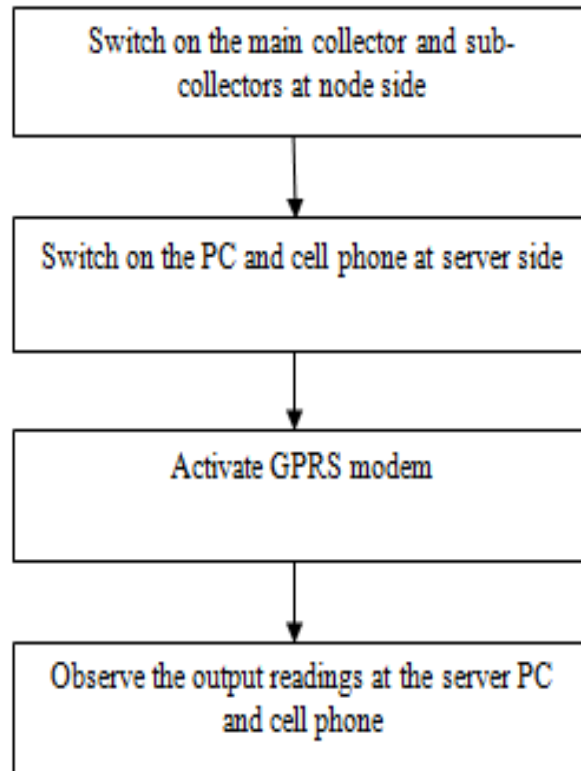 Switch on the main collector and sub-
collectors at node side
Switch on the PC and cell phone at server side
Activate GPRS modem
Observe the output readings at the server PC
and cell phone